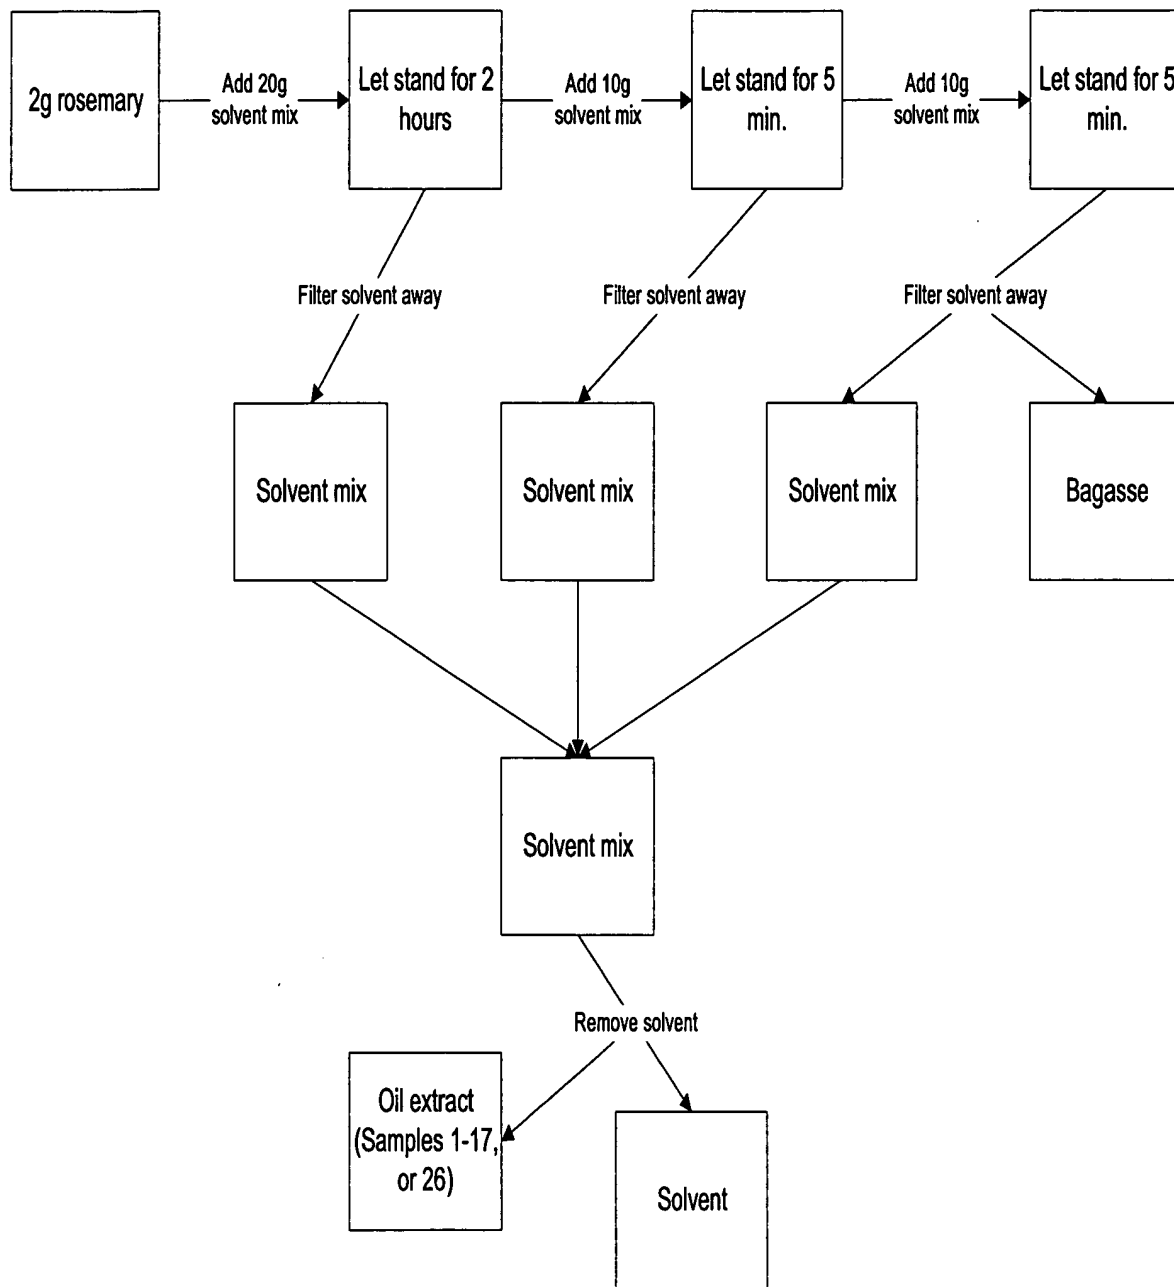 2g rosemary
Add 20g
solvent mix
Let stand for 2
hours
Add 10g
solvent mix
Let stand for 5
min.
Add 10g
solvent mix
Let stand for 5
min.
Filter solvent away
Filter solvent away
Filter solvent away
Solvent mix
Solvent mix
Solvent mix
Bagasse
Solvent mix
Remove solvent
Oil extract
(Samples 1-17,
or 26)
Solvent